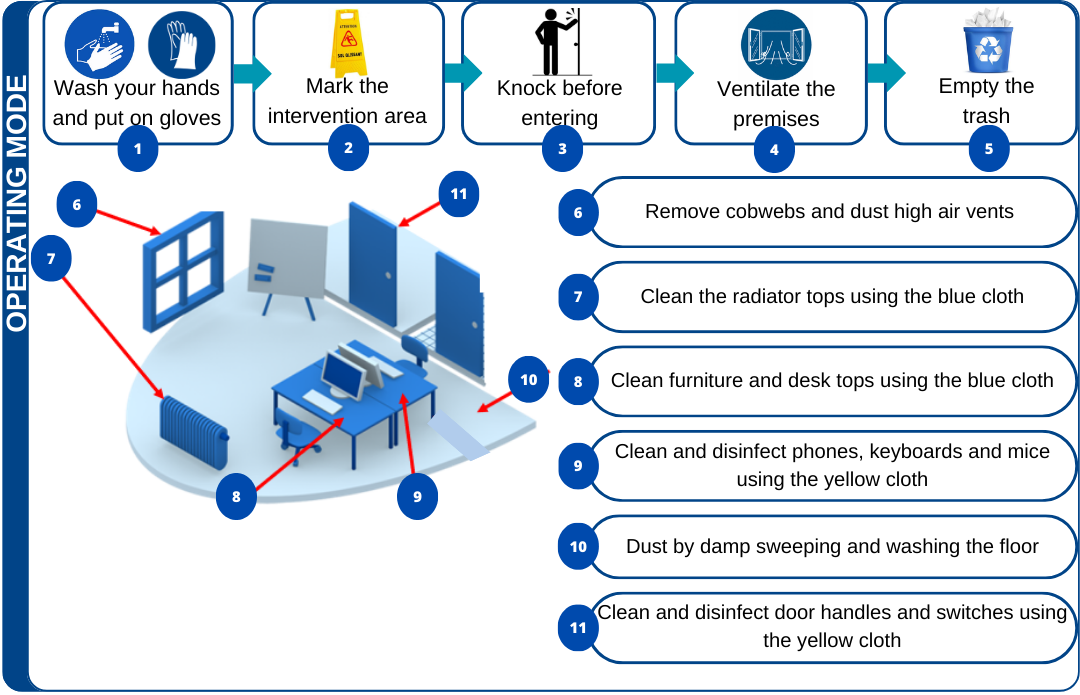 OPERATING MODE
Wash your hands
and put on gloves
1
ATTENTION
SOL GLISSANT
Mark the
intervention area
2
Knock before
entering
3
Ventilate the
premises
4
Empty the
trash
5
6
7
11
10
8
9
6
Remove cobwebs and dust high air vents
7
Clean the radiator tops using the blue cloth
8
Clean furniture and desk tops using the blue cloth
9
Clean and disinfect phones, keyboards and mice
using the yellow cloth
10
Dust by damp sweeping and washing the floor
11
Clean and disinfect door handles and switches using
the yellow cloth